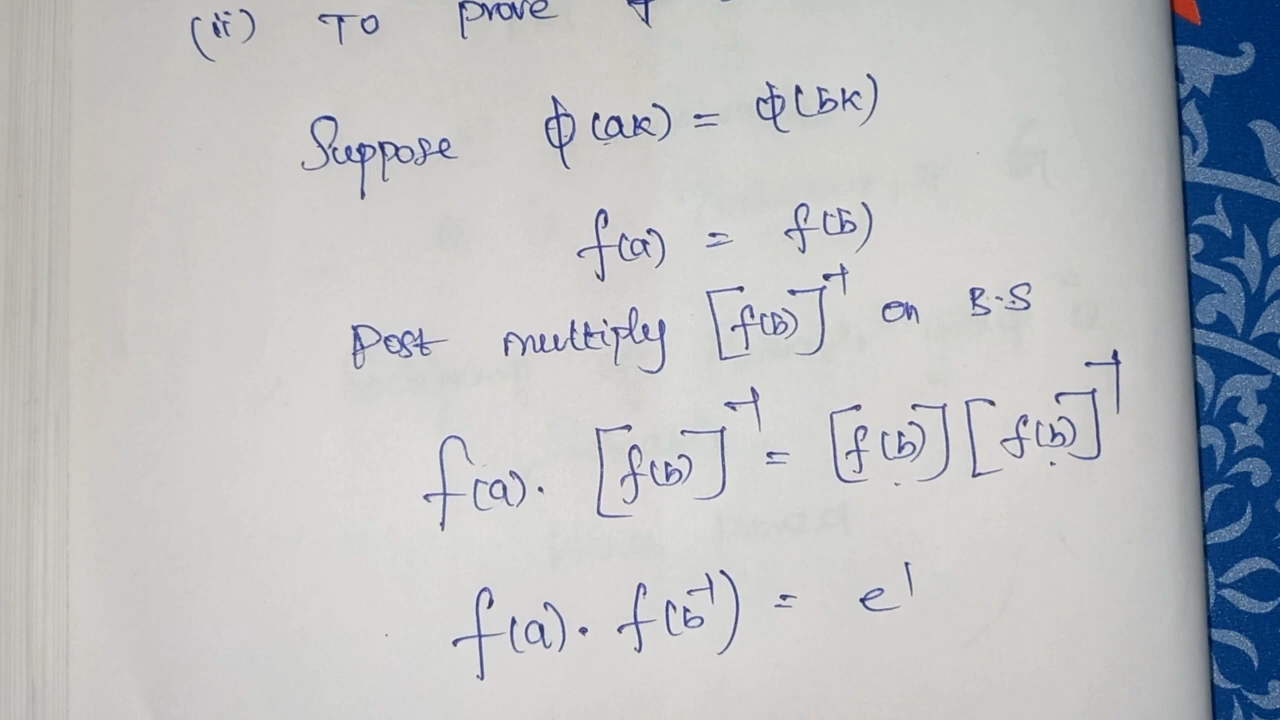 (ii) To prove
Suppose ϕ(aK) = ϕ(bK)
f(a) = f(b)
Post multiply [f(b)]⁻¹ on B.S
f(a). [f(b)]⁻¹ = [f(b)] [f(b)]⁻¹
f(a). f(b⁻¹) = e'